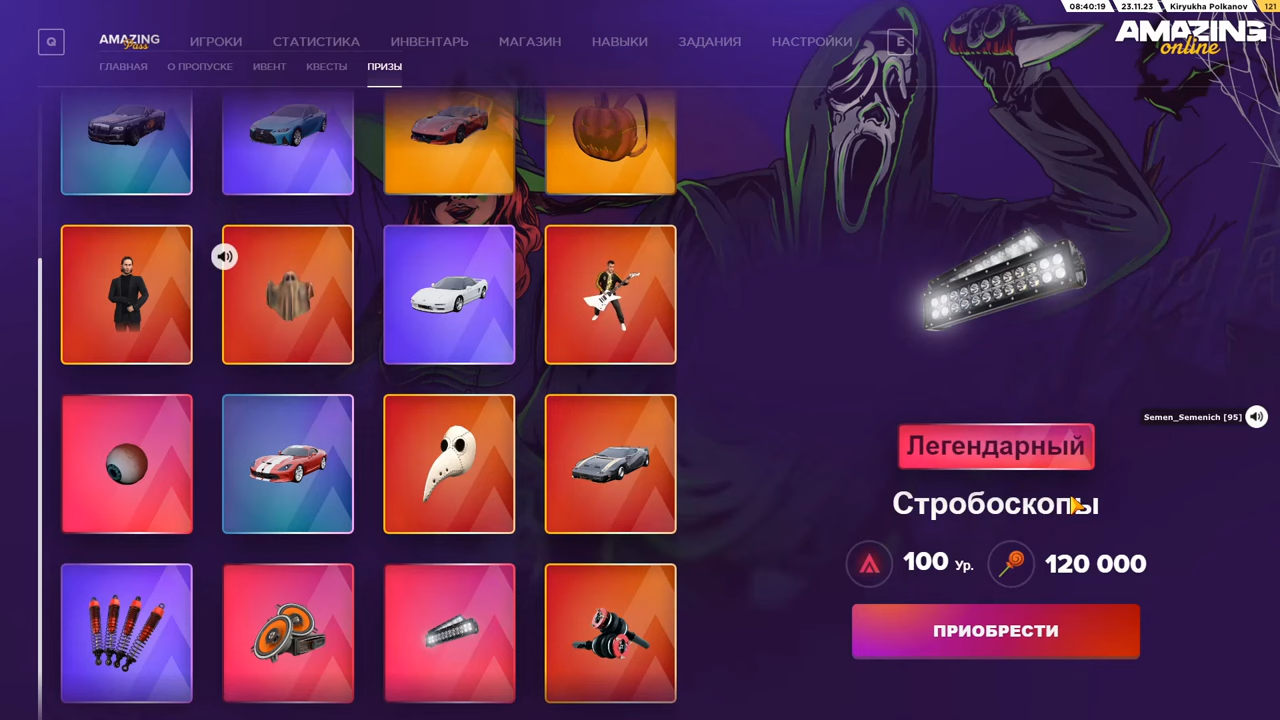 08:40:19 23.11.23 Kiryukha Polkanov 121
Q AMAZING Pass ИГРОКИ СТАТИСТИКА ИНВЕНТАРЬ МАГАЗИН НАВЫКИ ЗАДАНИЯ НАСТРОЙКИ E
AMAZING
online
ГЛАВНАЯ О ПРОПУСКЕ ИВЕНТ КВЕСТЫ ПРИЗЫ
Semen_Semenich [95]
Легендарный
Стробоскопы
100 Ур. 120 000
ПРИОБРЕСТИ